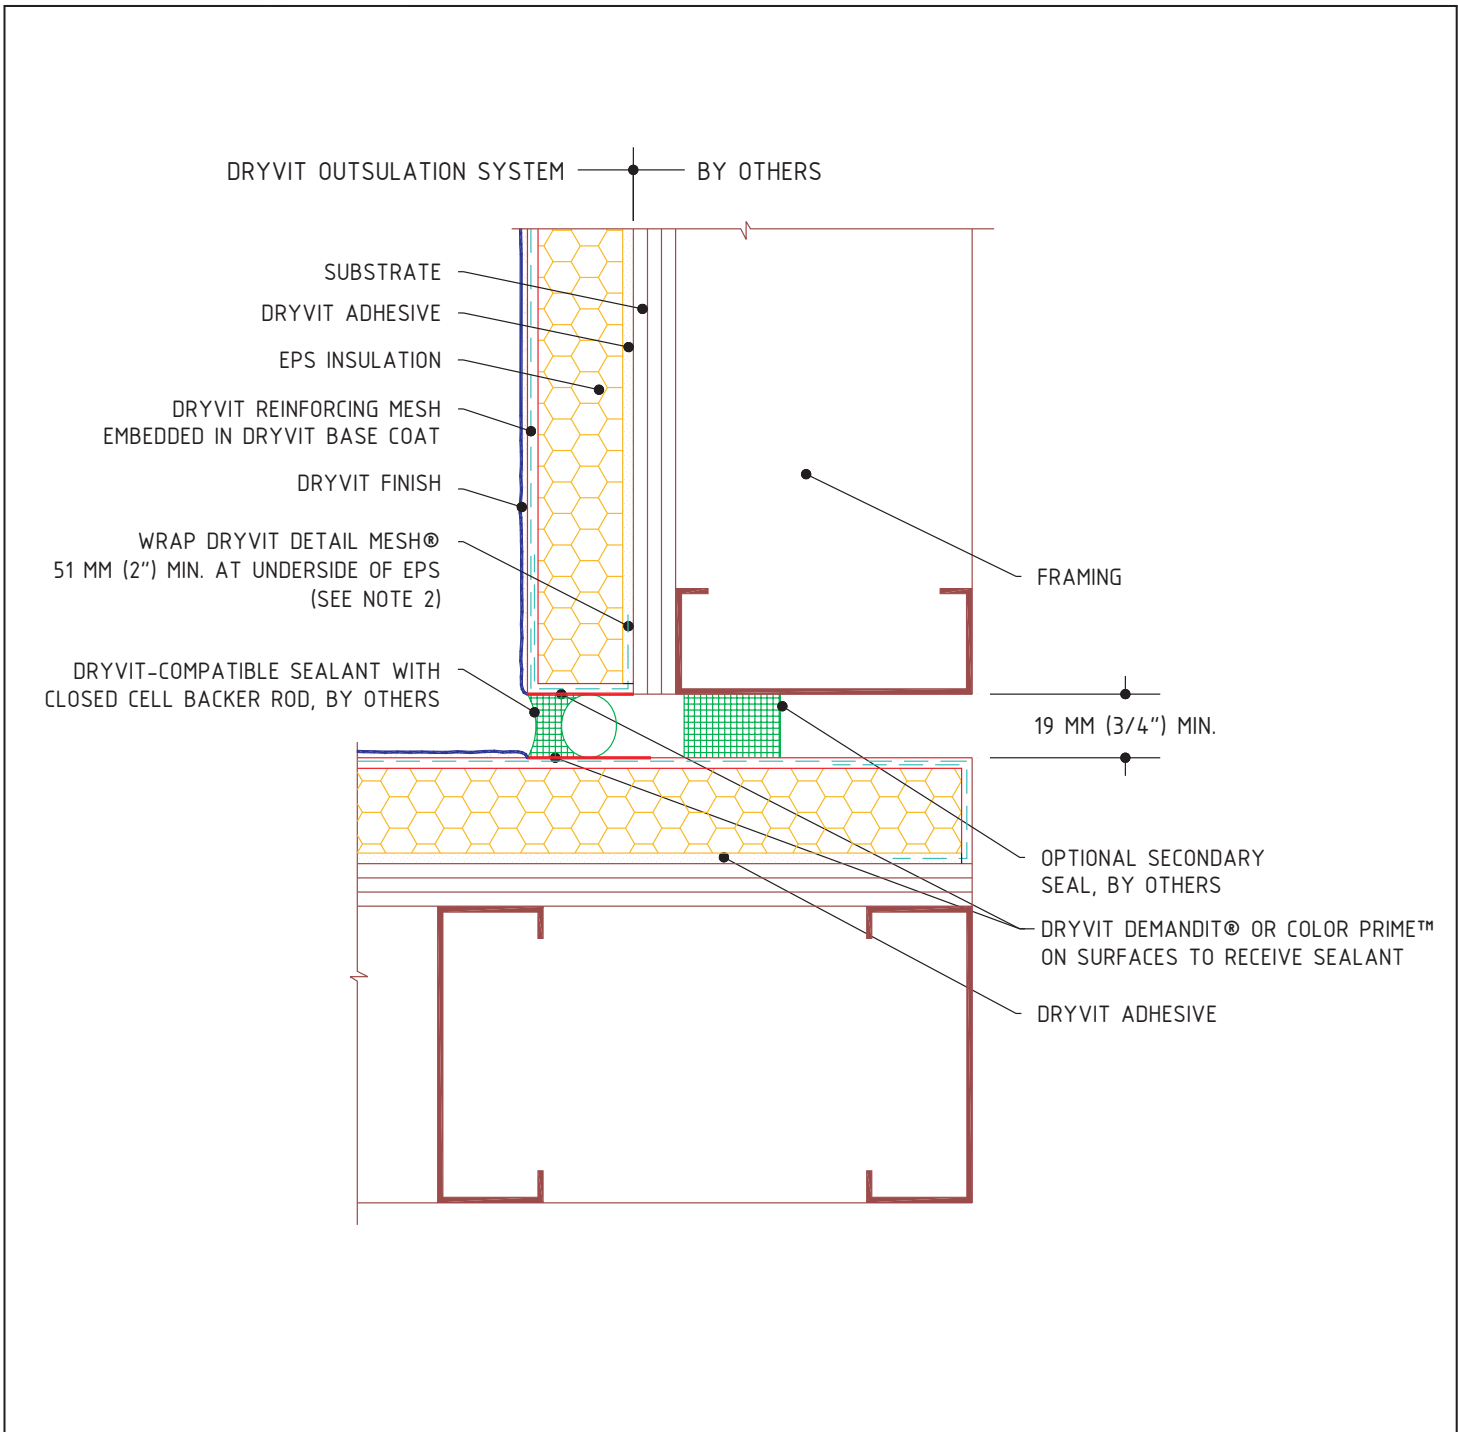 DRYVIT OUTSULATION SYSTEM
BY OTHERS
SUBSTRATE
DRYVIT ADHESIVE
EPS INSULATION
DRYVIT REINFORCING MESH
EMBEDDED IN DRYVIT BASE COAT
DRYVIT FINISH
WRAP DRYVIT DETAIL MESH®
51 MM (2") MIN. AT UNDERSIDE OF EPS
(SEE NOTE 2)
FRAMING
DRYVIT-COMPATIBLE SEALANT WITH
CLOSED CELL BACKER ROD, BY OTHERS
19 MM (3/4") MIN.
OPTIONAL SECONDARY
SEAL, BY OTHERS
DRYVIT DEMANDIT® OR COLOR PRIME™
ON SURFACES TO RECEIVE SEALANT
DRYVIT ADHESIVE